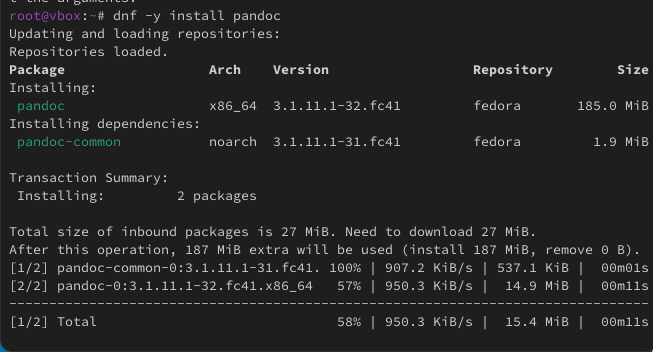 t the arguments.
root@vbox:~# dnf -y install pandoc
Updating and loading repositories:
Repositories loaded.
Package Arch Version Repository Size
Installing:
pandoc x86_64 3.1.11.1-32.fc41 fedora 185.0 MiB
Installing dependencies:
pandoc-common noarch 3.1.11.1-31.fc41 fedora 1.9 MiB
Transaction Summary:
Installing: 2 packages
Total size of inbound packages is 27 MiB. Need to download 27 MiB.
After this operation, 187 MiB extra will be used (install 187 MiB, remove 0 B).
[1/2] pandoc-common-0:3.1.11.1-31.fc41. 100% | 907.2 KiB/s | 537.1 KiB | 00m01s
[2/2] pandoc-0:3.1.11.1-32.fc41.x86_64 57% | 950.3 KiB/s | 14.9 MiB | 00m11s
--------------------------------------------------------------------------------
[1/2] Total 58% | 950.3 KiB/s | 15.4 MiB | 00m11s